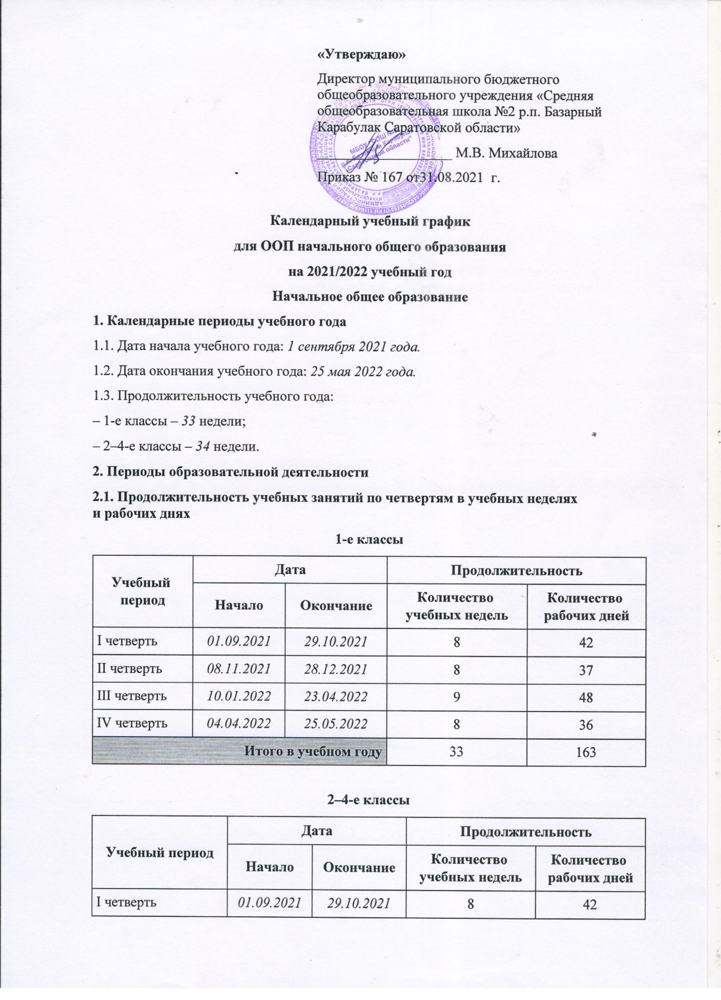 «Утверждаю»
Директор муниципального бюджетного
общеобразовательного учреждения «Средняя
общеобразовательная школа №2 р.п. Базарный
Карабулак Саратовской области»
М.В. Михайлова
Приказ № 167 от31.08.2021 г.
МБОУ "СОШ №2
р.п. Базарный Карабулак
Саратовской области"
Календарный учебный график
для ООП начального общего образования
на 2021/2022 учебный год
Начальное общее образование
1. Календарные периоды учебного года
1.1. Дата начала учебного года: 1 сентября 2021 года.
1.2. Дата окончания учебного года: 25 мая 2022 года.
1.3. Продолжительность учебного года:
– 1-е классы – 33 недели;
– 2–4-е классы – 34 недели.
2. Периоды образовательной деятельности
2.1. Продолжительность учебных занятий по четвертям в учебных неделях
и рабочих днях
1-е классы
Учебный период Дата Продолжительность
Начало Окончание Количество учебных недель Количество рабочих дней
I четверть 01.09.2021 29.10.2021 8 42
II четверть 08.11.2021 28.12.2021 8 37
III четверть 10.01.2022 23.04.2022 9 48
IV четверть 04.04.2022 25.05.2022 8 36
Итого в учебном году 33 163
2–4-е классы
Учебный период Дата Продолжительность
Начало Окончание Количество учебных недель Количество рабочих дней
I четверть 01.09.2021 29.10.2021 8 42